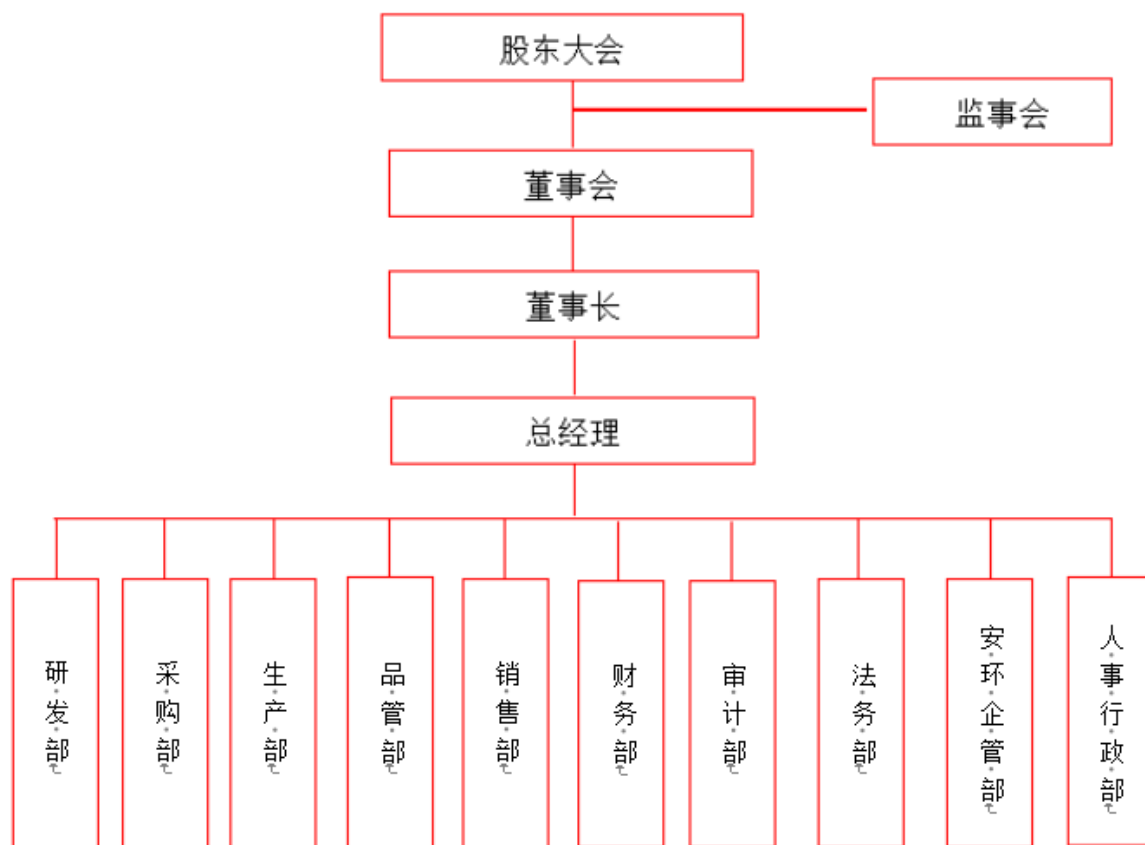 股东大会
监事会
董事会
董事长
总经理
研发部
采购部
生产部
品管部
销售部
财务部
审计部
法务部
安环企管部
人事行政部